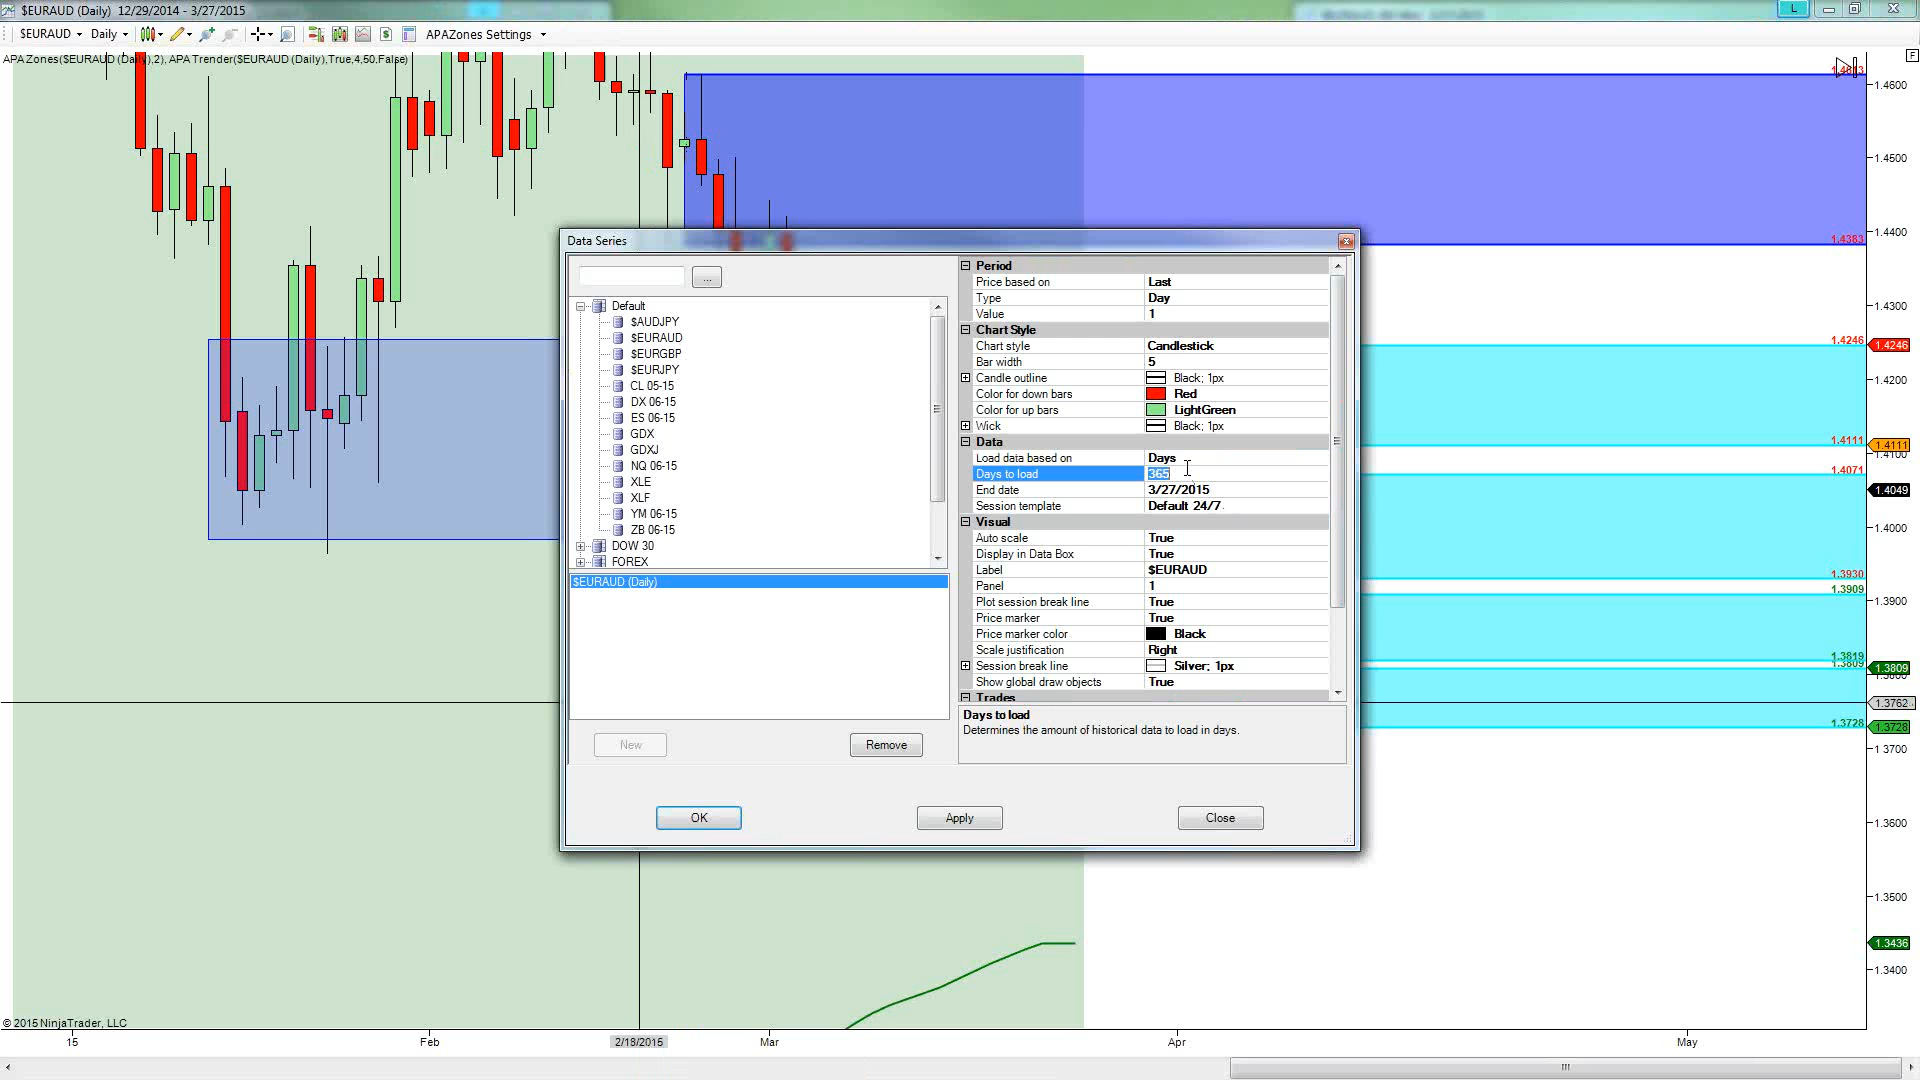 $EURAUD (Daily)  12/29/2014 - 3/27/2015
L
$EURAUD
Daily
$
APAZones Settings
APA Zones($EURAUD (Daily),2), APA Trender($EURAUD (Daily),True,4,50,False)
F
1.4613
1.4600
1.4500
1.4400
1.4383
1.4300
1.4246
1.4246
1.4200
1.4111
1.4111
1.4100
1.4071
1.4049
1.4000
1.3930
1.3909
1.3900
1.3819
1.3809
1.3809
1.3800
1.3762
1.3728
1.3728
1.3700
1.3600
1.3500
1.3436
1.3400
Data Series
...
Default
$AUDJPY
$EURAUD
$EURGBP
$EURJPY
CL 05-15
DX 06-15
ES 06-15
GDX
GDXJ
NQ 06-15
XLE
XLF
YM 06-15
ZB 06-15
DOW 30
FOREX
$EURAUD (Daily)
New
Remove
Period
Price based on Last
Type Day
Value 1
Chart Style
Chart style Candlestick
Bar width 5
Candle outline Black; 1px
Color for down bars Red
Color for up bars LightGreen
Wick Black; 1px
Data
Load data based on Days
Days to load 365
End date 3/27/2015
Session template Default 24/7
Visual
Auto scale True
Display in Data Box True
Label $EURAUD
Panel 1
Plot session break line True
Price marker True
Price marker color Black
Scale justification Right
Session break line Silver; 1px
Show global draw objects True
Trades
Days to load
Determines the amount of historical data to load in days.
OK
Apply
Close
© 2015 NinjaTrader, LLC
15
Feb
2/18/2015
Mar
Apr
May